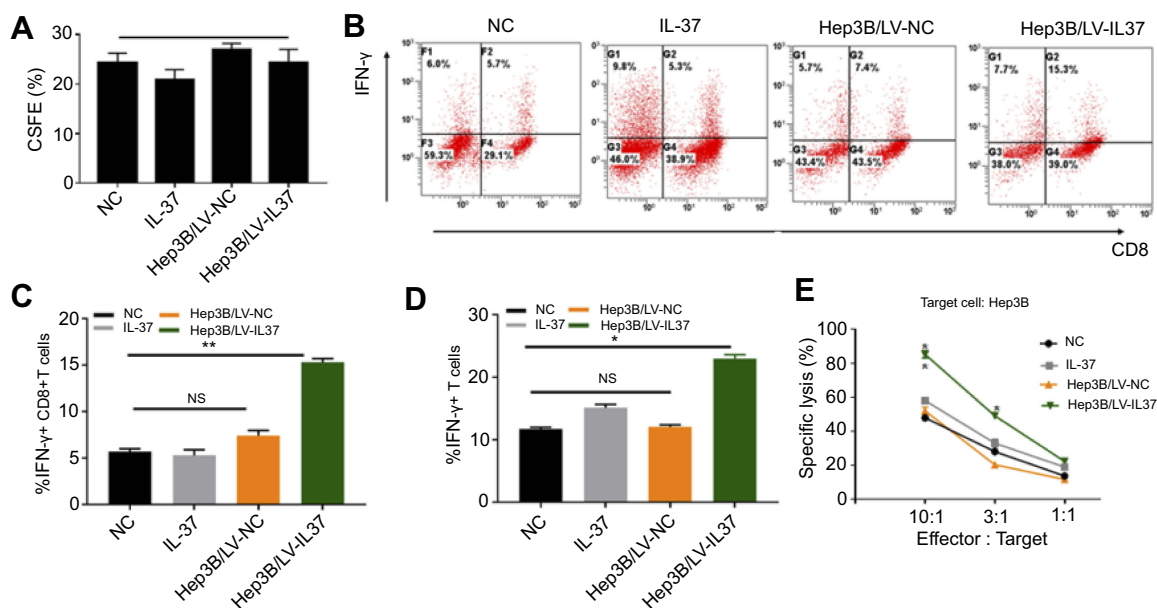 A
CSFE (%)
30
20
10
0
NC
IL-37
Hep3B/LV-NC
Hep3B/LV-IL37
B
NC
IL-37
Hep3B/LV-NC
Hep3B/LV-IL37
IFN-γ
F1
6.0%
F2
5.7%
F3
59.3%
F4
29.1%
G1
9.8%
G2
5.3%
G3
46.0%
G4
38.9%
G1
5.7%
G2
7.4%
G3
43.4%
G4
43.5%
G1
7.7%
G2
15.3%
G3
38.0%
G4
39.0%
CD8
C
NC
IL-37
Hep3B/LV-NC
Hep3B/LV-IL37
**
NS
%IFN-γ+ CD8+T cells
20
15
10
5
0
NC
IL-37
Hep3B/LV-NC
Hep3B/LV-IL37
D
NC
IL-37
Hep3B/LV-NC
Hep3B/LV-IL37
*
NS
%IFN-γ+ T cells
30
20
10
0
NC
IL-37
Hep3B/LV-NC
Hep3B/LV-IL37
E
Target cell: Hep3B
Specific lysis (%)
100
80
60
40
20
0
*
*
*
NC
IL-37
Hep3B/LV-NC
Hep3B/LV-IL37
10:1
3:1
1:1
Effector : Target